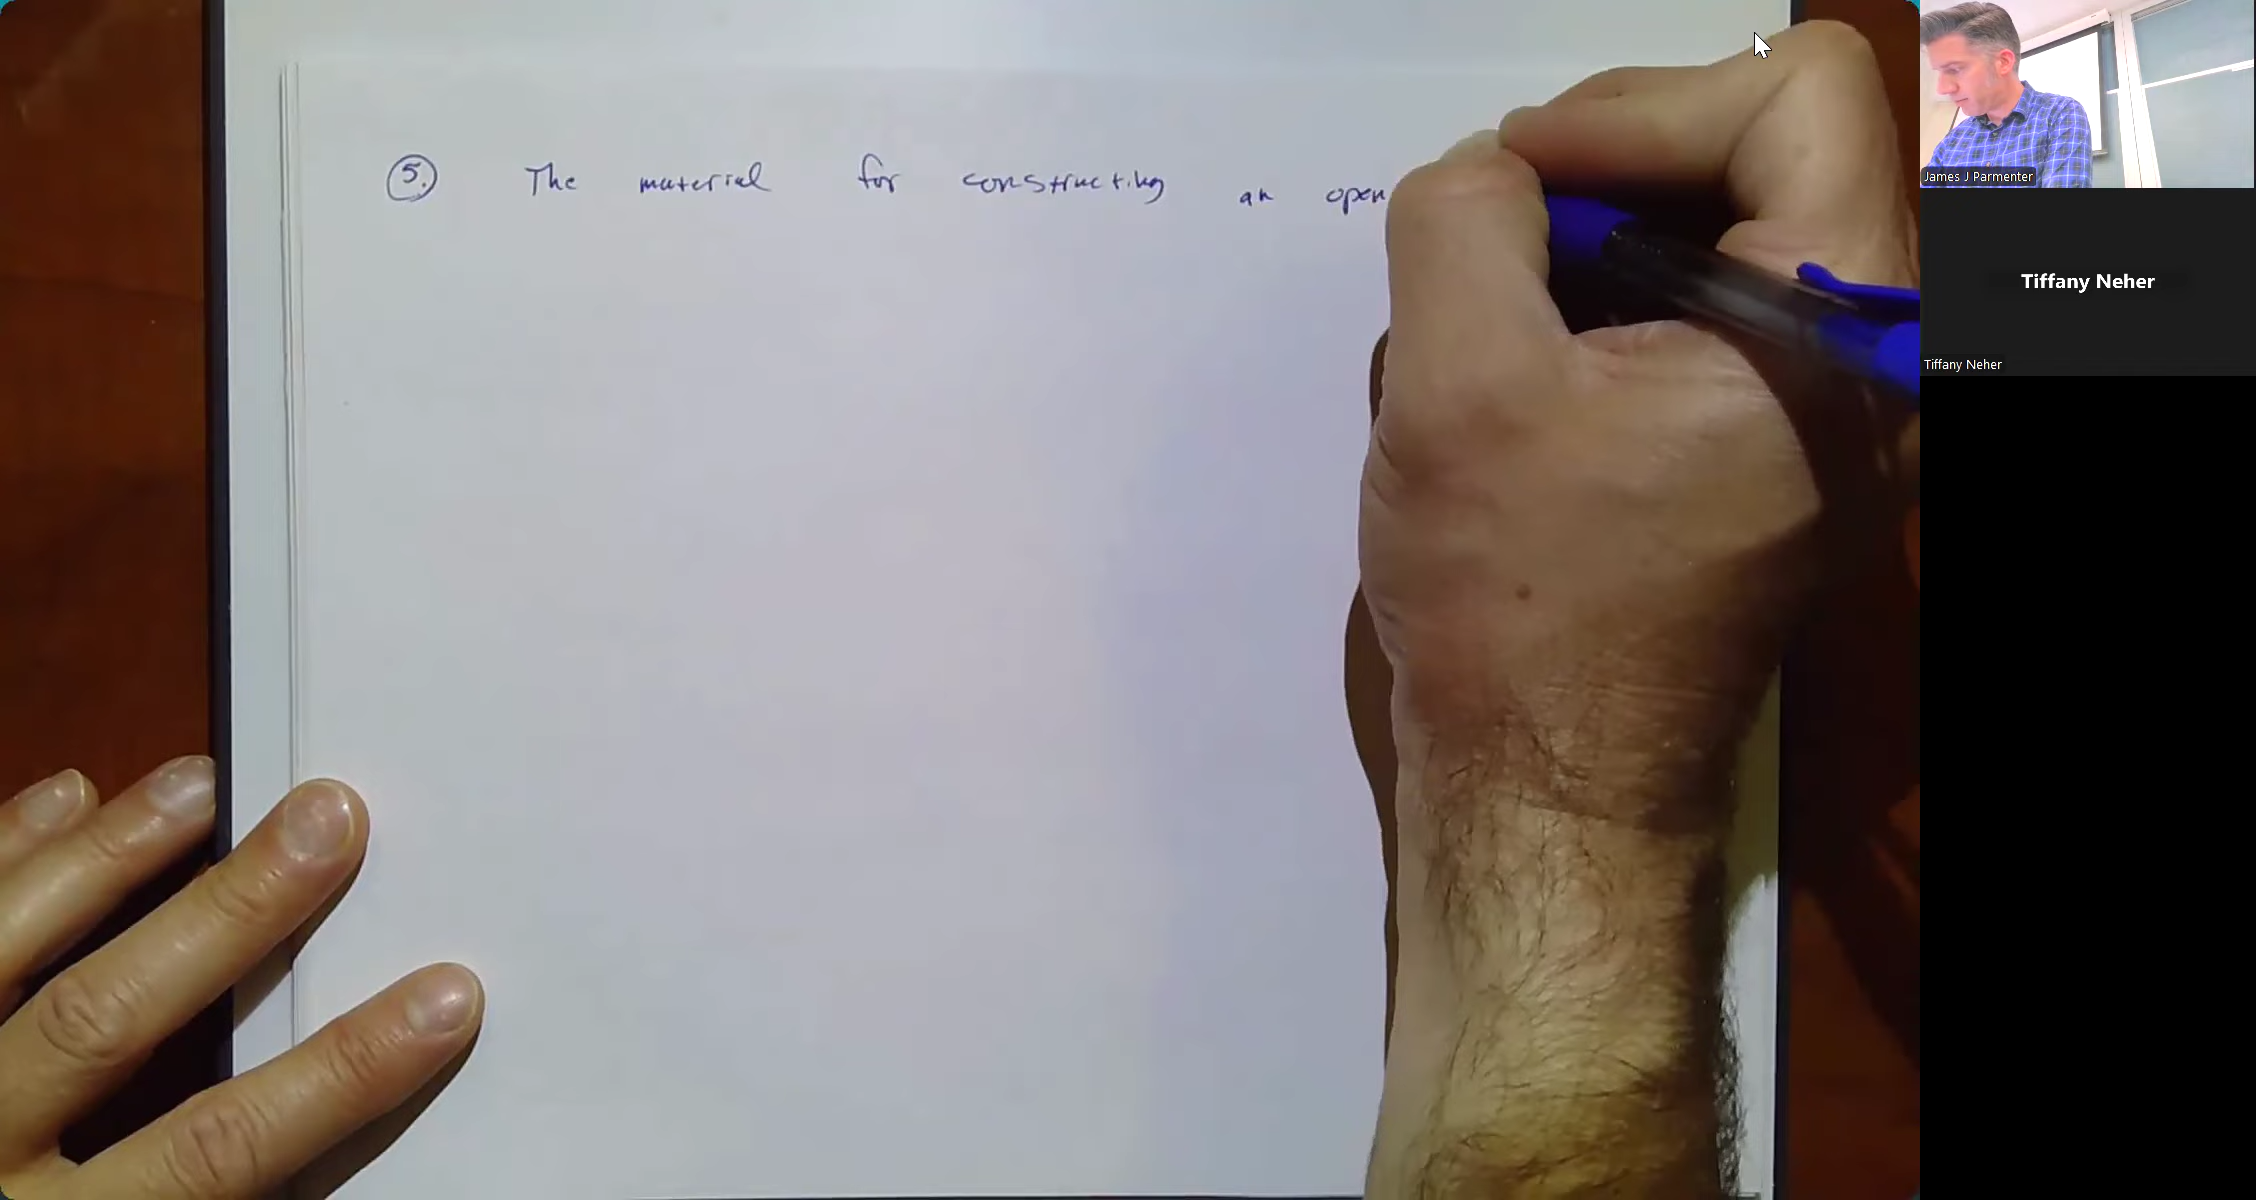 5. The material for constructing an open
James J Parmenter
Tiffany Neher
Tiffany Neher